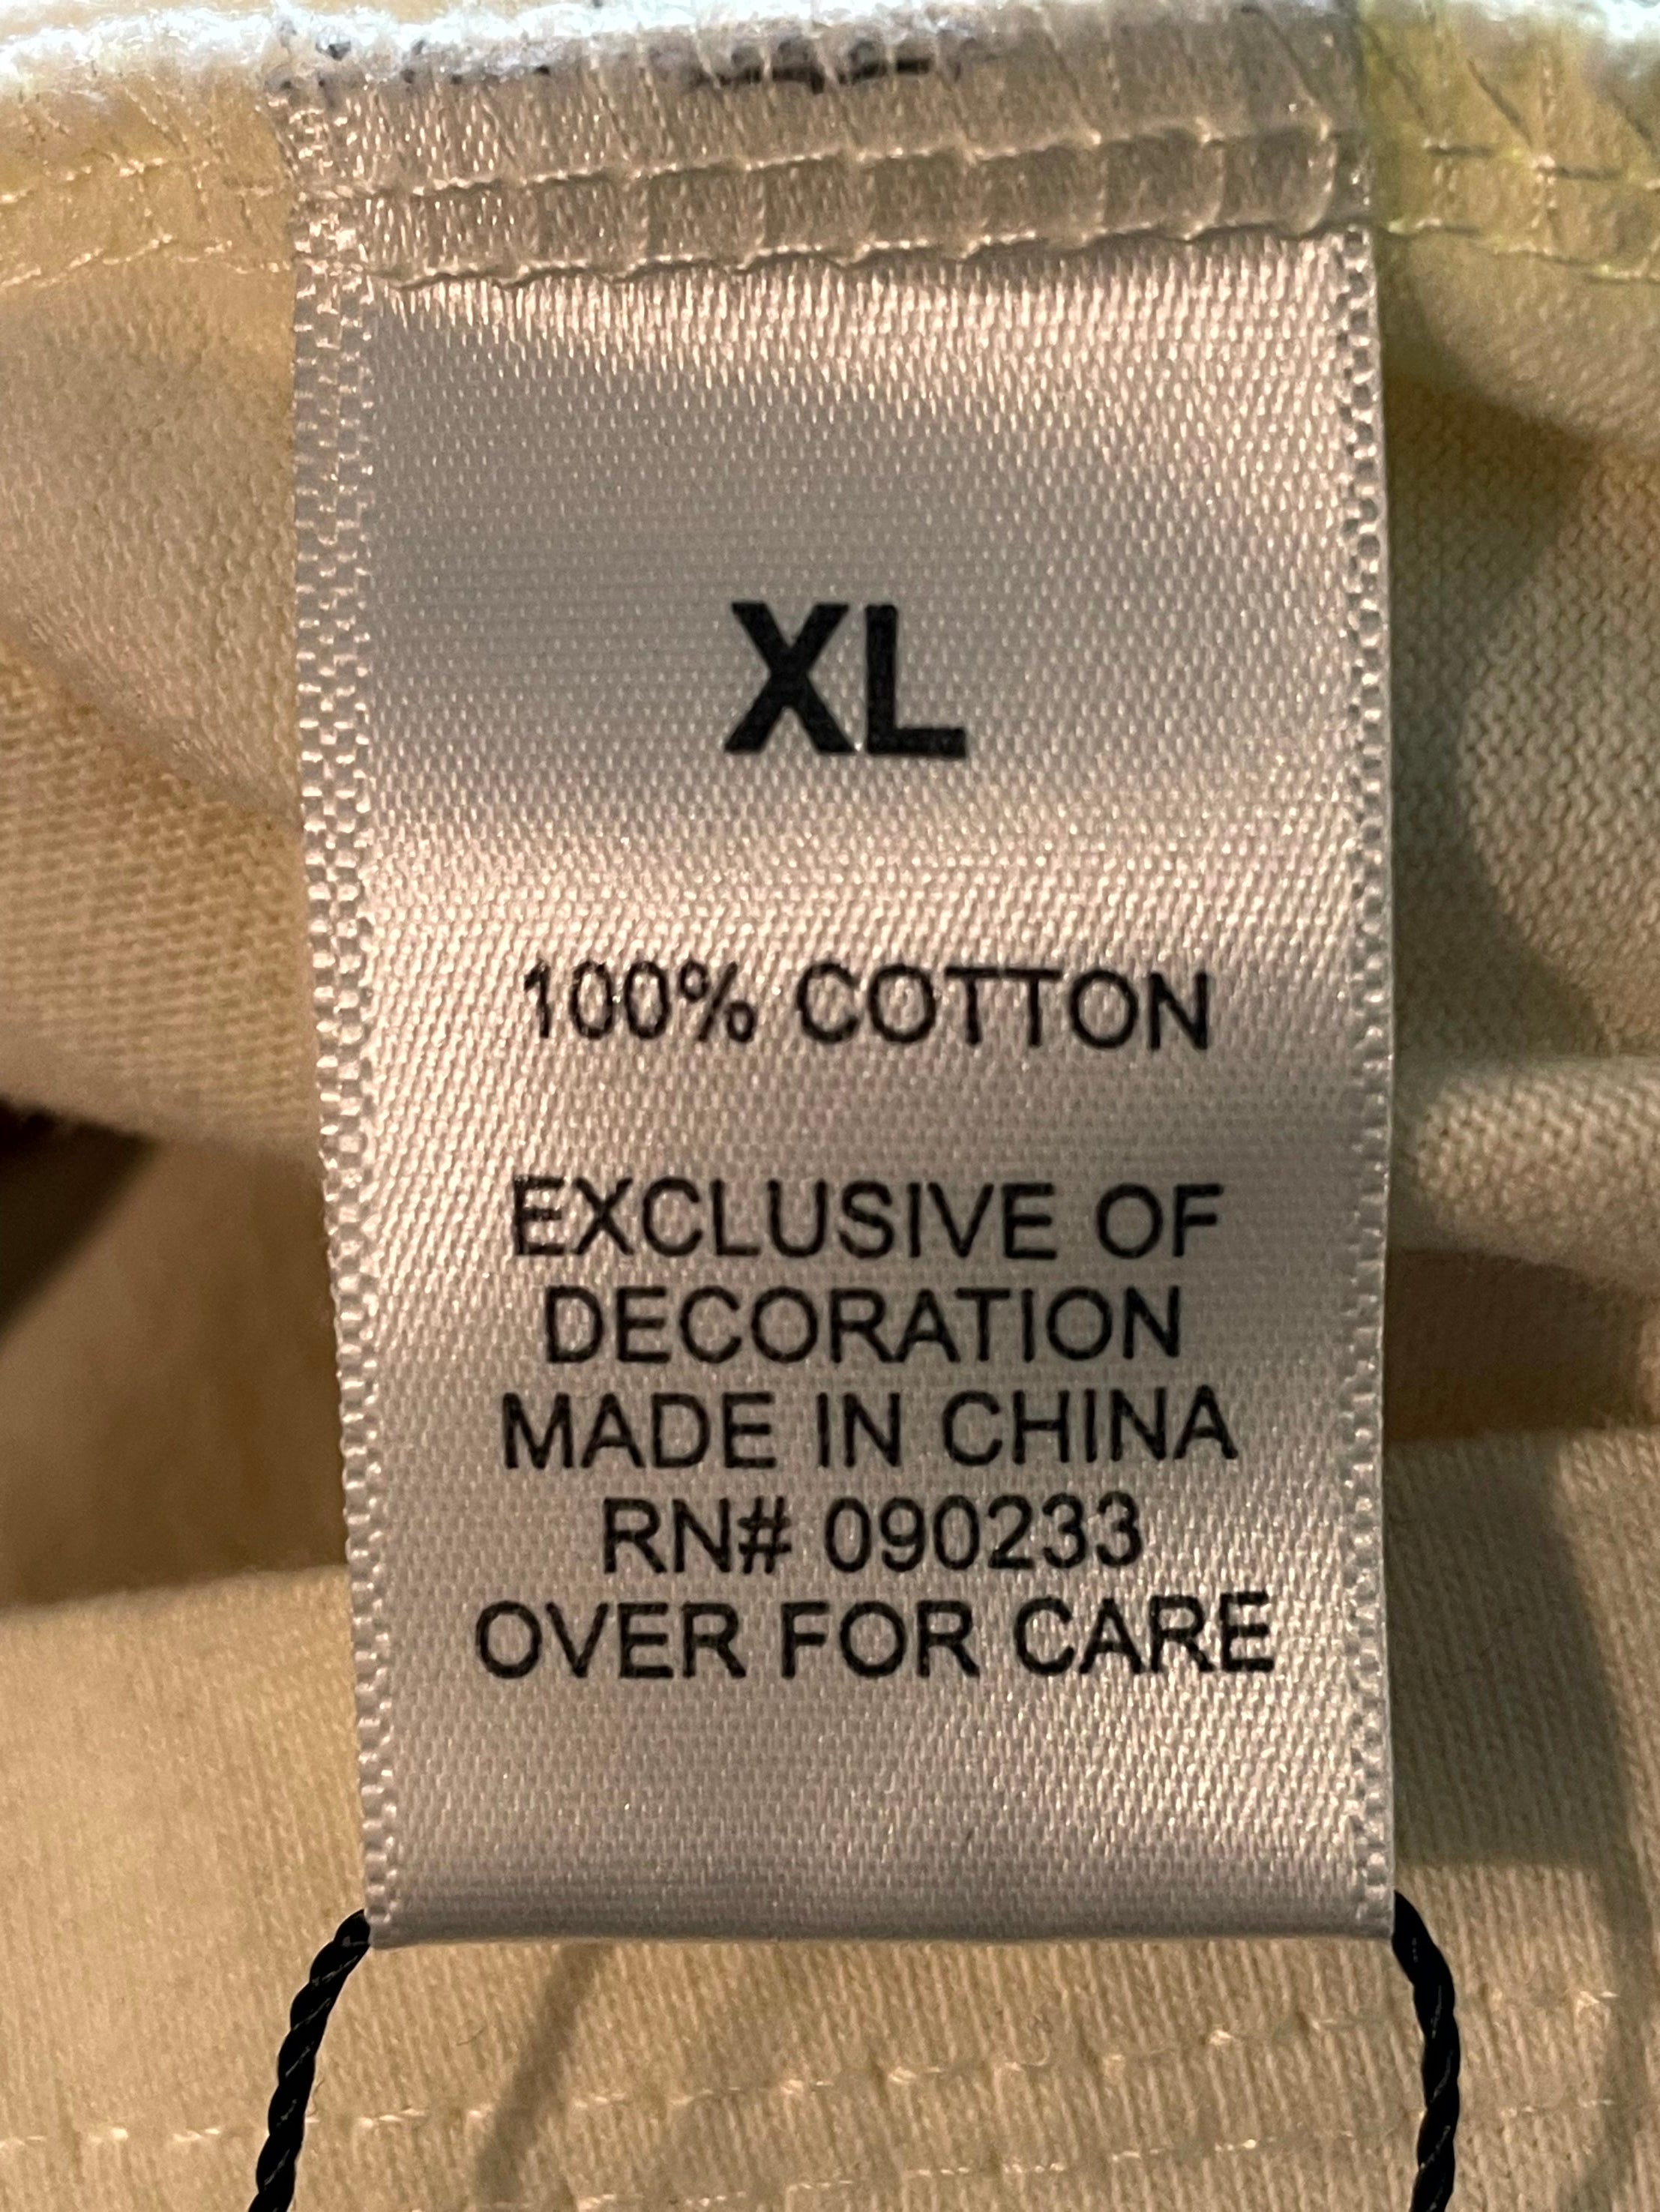 XL
100% COTTON
EXCLUSIVE OF
DECORATION
MADE IN CHINA
RN# 090233
OVER FOR CARE